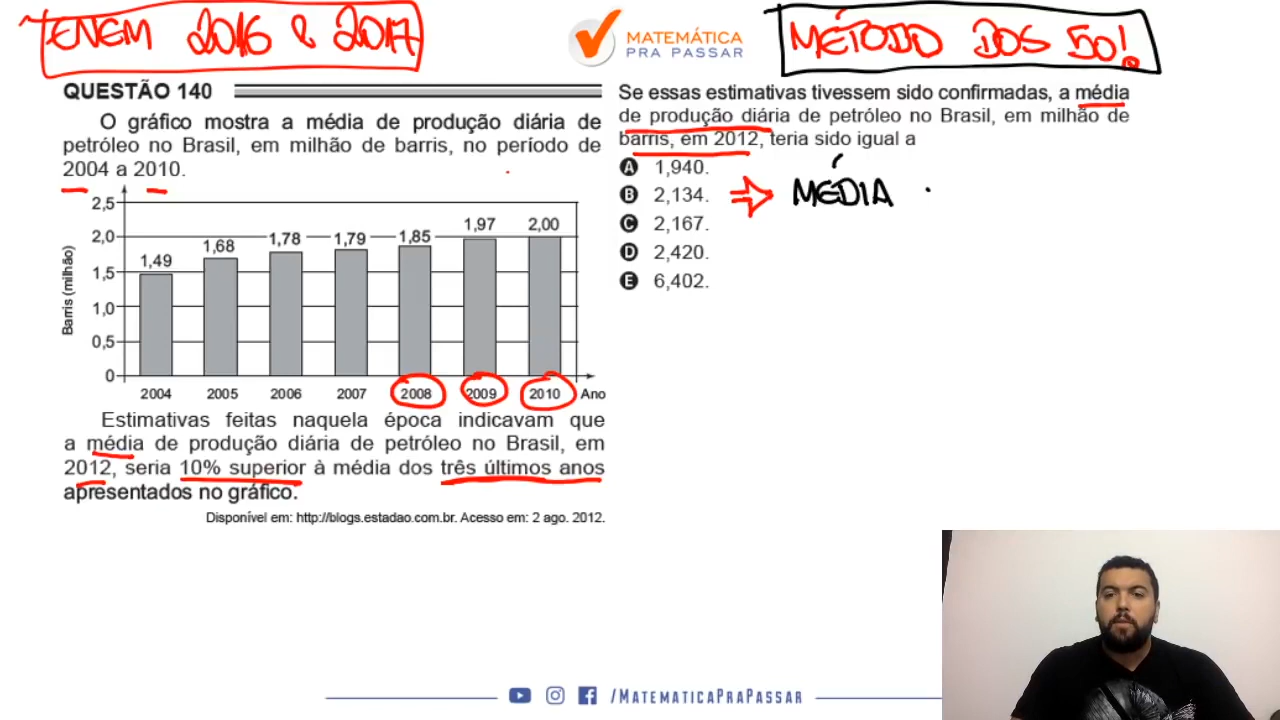 ENEM 2016 e 2017
MATEMÁTICA
PRA PASSAR
MÉTODO DOS 50!
QUESTÃO 140
O gráfico mostra a média de produção diária de
petróleo no Brasil, em milhão de barris, no período de
2004 a 2010.
Barris (milhão)
2,5
2,0
1,5
1,0
0,5
0
1,49
1,68
1,78
1,79
1,85
1,97
2,00
2004 2005 2006 2007 2008 2009 2010 Ano
Estimativas feitas naquela época indicavam que
a média de produção diária de petróleo no Brasil, em
2012, seria 10% superior à média dos três últimos anos
apresentados no gráfico.
Disponível em: http://blogs.estadao.com.br. Acesso em: 2 ago. 2012.
Se essas estimativas tivessem sido confirmadas, a média
de produção diária de petróleo no Brasil, em milhão de
barris, em 2012, teria sido igual a
A 1,940.
B 2,134.
C 2,167.
D 2,420.
E 6,402.
MÉDIA
/MATEMATICAPRAPASSAR